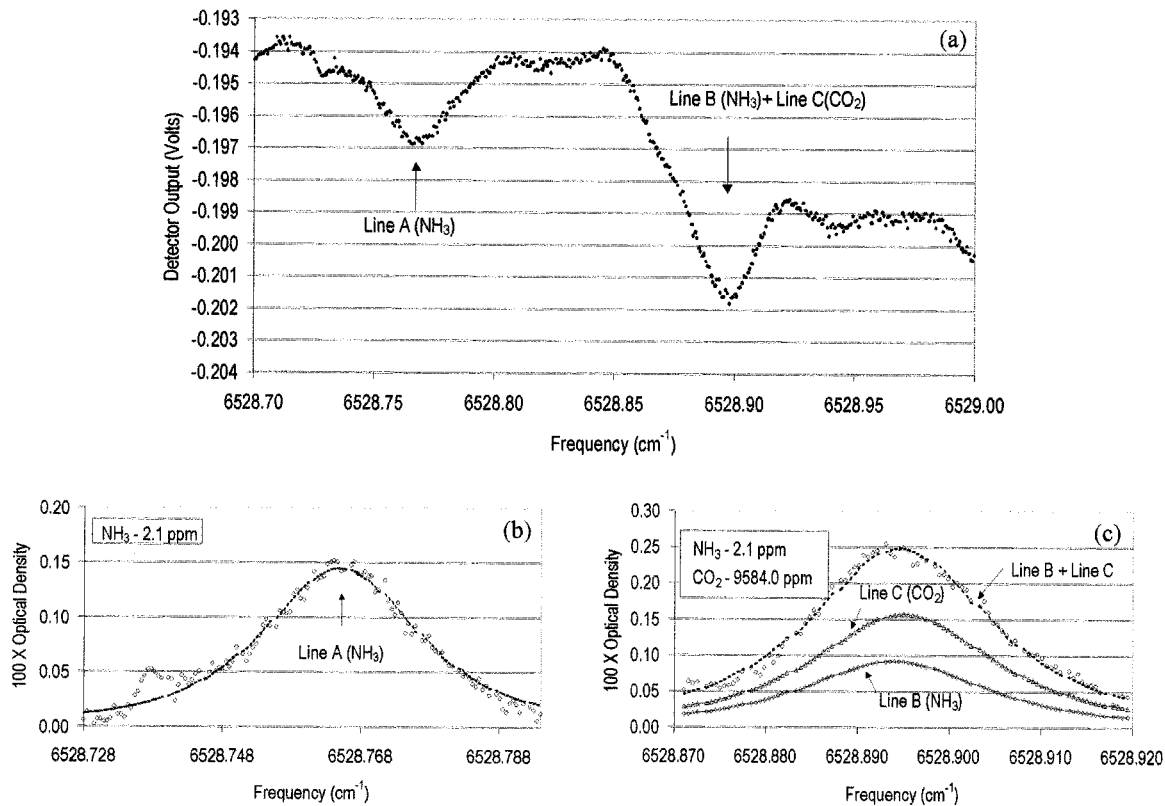 (a)
-0.193
-0.194
-0.195
-0.196
-0.197
-0.198
-0.199
-0.200
-0.201
-0.202
-0.203
-0.204
Detector Output (Volts)
Line A (NH₃)
Line B (NH₃)+ Line C(CO₂)
6528.70 6528.75 6528.80 6528.85 6528.90 6528.95 6529.00
Frequency (cm⁻¹)
(b)
0.20
0.15
0.10
0.05
0.00
100 X Optical Density
NH₃ - 2.1 ppm
Line A (NH₃)
6528.728 6528.748 6528.768 6528.788
Frequency (cm⁻¹)
(c)
0.30
0.25
0.20
0.15
0.10
0.05
0.00
100 X Optical Density
NH₃ - 2.1 ppm
CO₂ - 9584.0 ppm
Line B + Line C
Line C (CO₂)
Line B (NH₃)
6528.870 6528.880 6528.890 6528.900 6528.910 6528.920
Frequency (cm⁻¹)